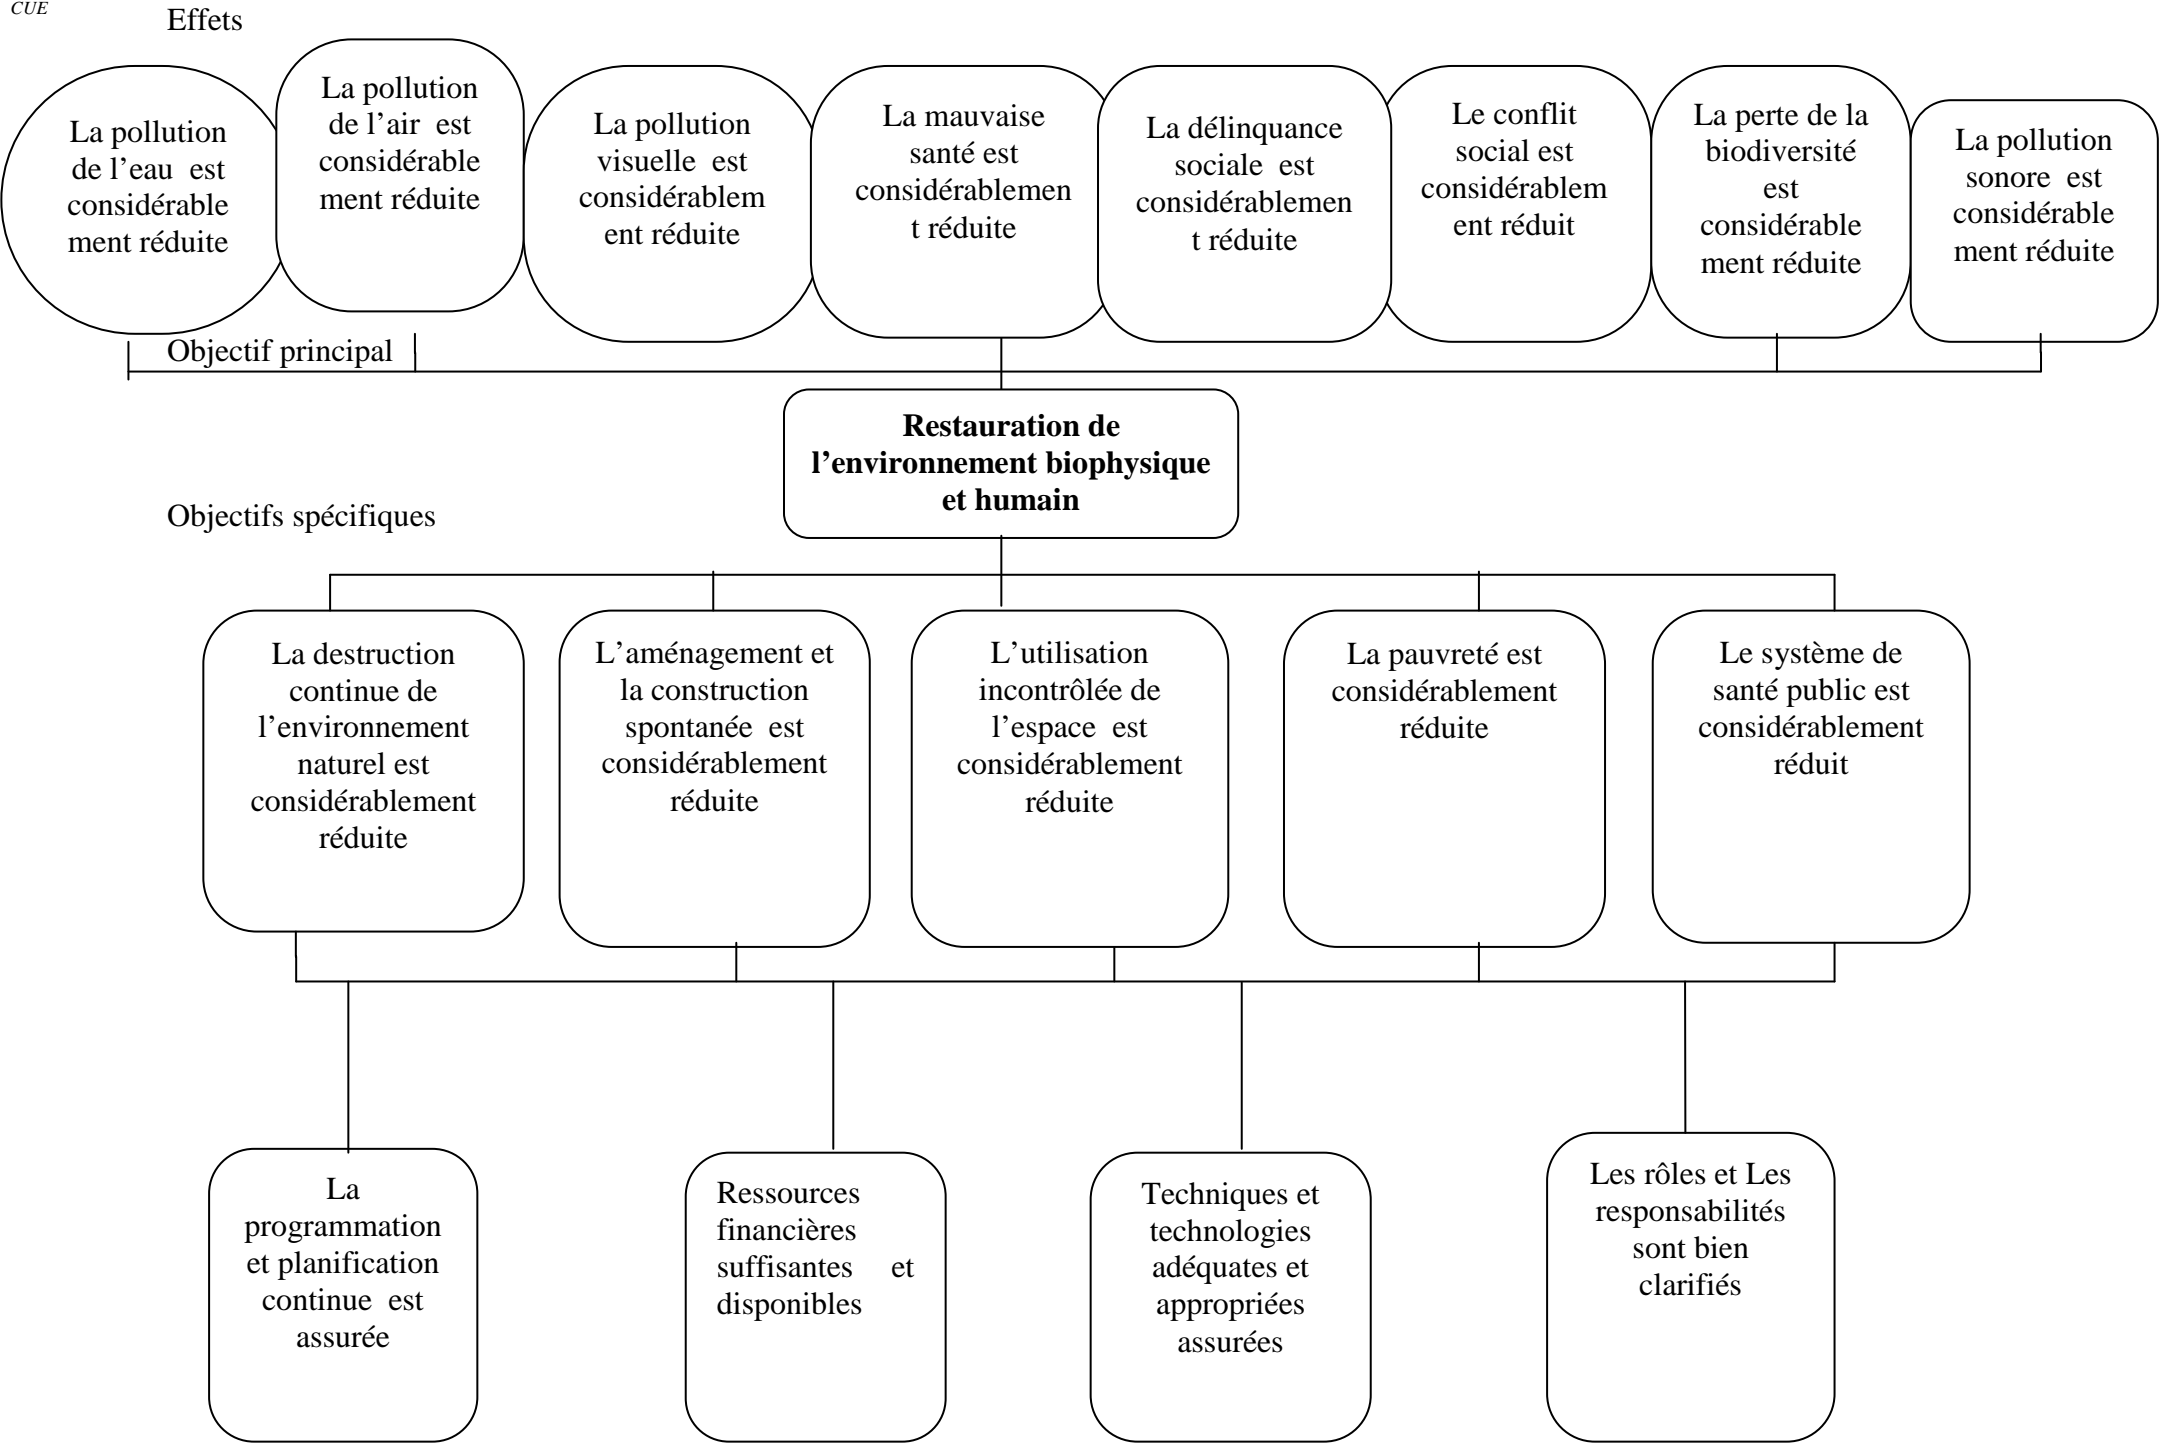 CUE
Effets
La pollution
de l’eau est
considérable
ment réduite
La pollution
de l’air est
considérable
ment réduite
La pollution
visuelle est
considérablem
ent réduite
La mauvaise
santé est
considérablemen
t réduite
La délinquance
sociale est
considérablemen
t réduite
Le conflit
social est
considérablem
ent réduit
La perte de la
biodiversité
est
considérable
ment réduite
La pollution
sonore est
considérable
ment réduite
Objectif principal
Restauration de
l’environnement biophysique
et humain
Objectifs spécifiques
La destruction
continue de
l’environnement
naturel est
considérablement
réduite
L’aménagement et
la construction
spontanée est
considérablement
réduite
L’utilisation
incontrôlée de
l’espace est
considérablement
réduite
La pauvreté est
considérablement
réduite
Le système de
santé public est
considérablement
réduit
La
programmation
et planification
continue est
assurée
Ressources
financières
suffisantes et
disponibles
Techniques et
technologies
adéquates et
appropriées
assurées
Les rôles et Les
responsabilités
sont bien
clarifiés